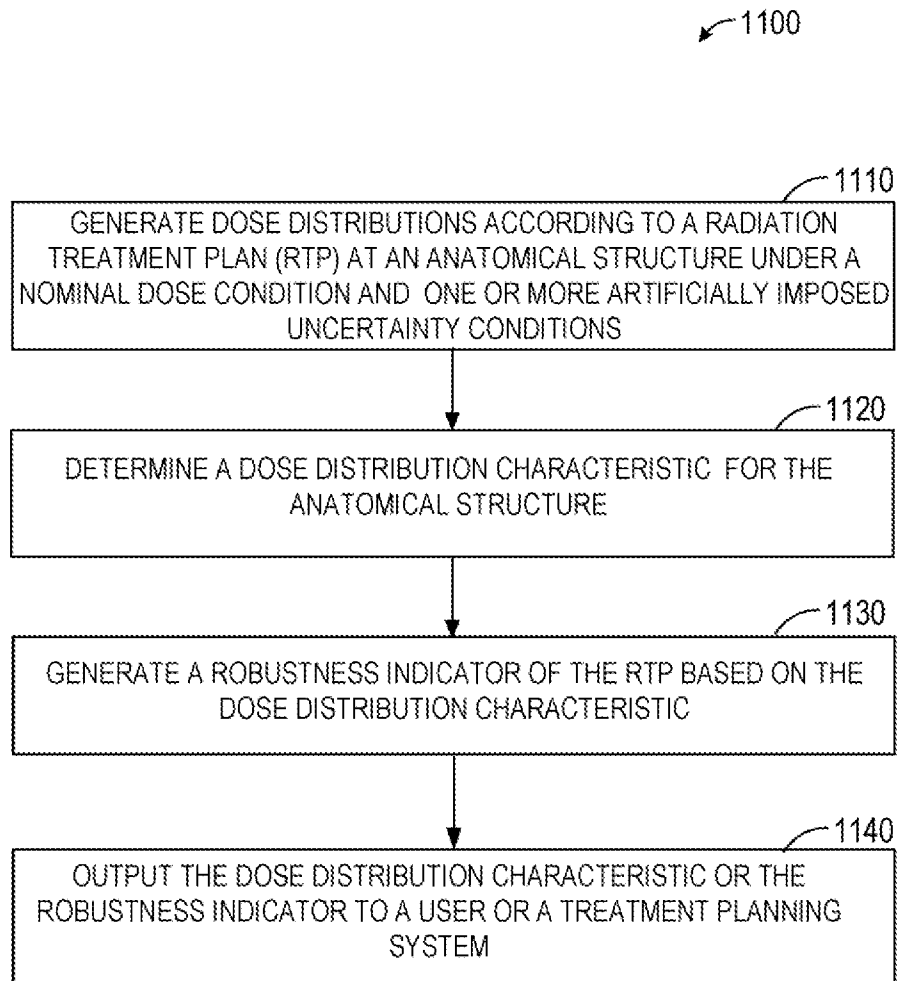 1100
1110
GENERATE DOSE DISTRIBUTIONS ACCORDING TO A RADIATION
TREATMENT PLAN (RTP) AT AN ANATOMICAL STRUCTURE UNDER A
NOMINAL DOSE CONDITION AND ONE OR MORE ARTIFICIALLY IMPOSED
UNCERTAINTY CONDITIONS
1120
DETERMINE A DOSE DISTRIBUTION CHARACTERISTIC FOR THE
ANATOMICAL STRUCTURE
1130
GENERATE A ROBUSTNESS INDICATOR OF THE RTP BASED ON THE
DOSE DISTRIBUTION CHARACTERISTIC
1140
OUTPUT THE DOSE DISTRIBUTION CHARACTERISTIC OR THE
ROBUSTNESS INDICATOR TO A USER OR A TREATMENT PLANNING
SYSTEM